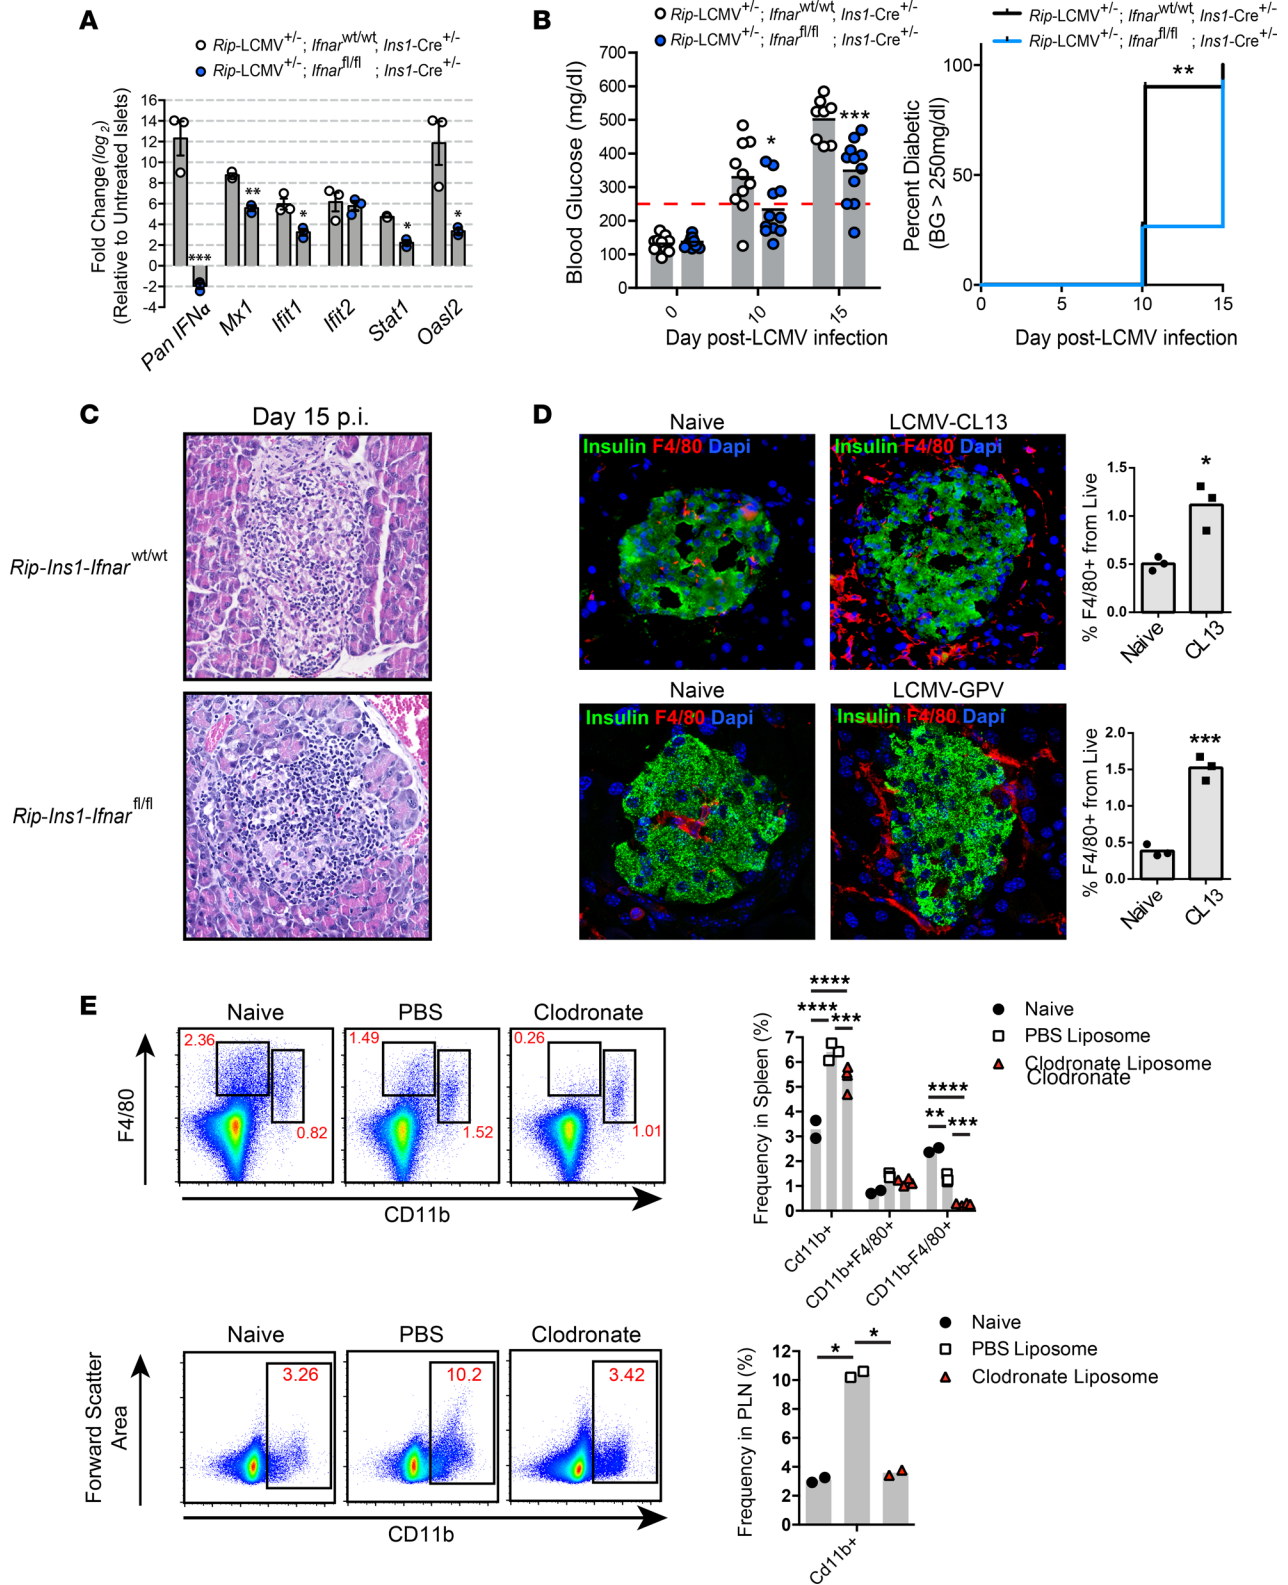 A
Rip-LCMV+/-; Ifnarwt/wt; Ins1-Cre+/-
Rip-LCMV+/-; Ifnarfl/fl ; Ins1-Cre+/-
Fold Change (log 2)
(Relative to Untreated Islets)
16
14
12
10
8
6
4
2
0
-2
-4
***
**
*
*
*
Pan IFNα
Mx1
Ifit1
Ifit2
Stat1
Oasl2
B
Rip-LCMV+/-; Ifnarwt/wt; Ins1-Cre+/-
Rip-LCMV+/-; Ifnarfl/fl ; Ins1-Cre+/-
Blood Glucose (mg/dl)
700
600
500
400
300
200
100
0
*
***
0
10
15
Day post-LCMV infection
Rip-LCMV+/-; Ifnarwt/wt; Ins1-Cre+/-
Rip-LCMV+/-; Ifnarfl/fl ; Ins1-Cre+/-
Percent Diabetic
(BG > 250mg/dl)
100
50
0
**
0 5 10 15
Day post-LCMV infection
C
Day 15 p.i.
Rip-Ins1-Ifnar wt/wt
Rip-Ins1-Ifnar fl/fl
D
Naive
LCMV-CL13
Insulin F4/80 Dapi
Insulin F4/80 Dapi
% F4/80+ from Live
1.5
1.0
0.5
0.0
*
Naive
CL13
Naive
LCMV-GPV
Insulin F4/80 Dapi
Insulin F4/80 Dapi
% F4/80+ from Live
2.0
1.5
1.0
0.5
0.0
***
Naive
CL13
E
Naive
PBS
Clodronate
2.36
0.82
1.49
1.52
0.26
1.01
F4/80
CD11b
Frequency in Spleen (%)
7
6
5
4
3
2
1
0
****
****
***
****
**
***
Cd11b+
CD11b+F4/80+
CD11b-F4/80+
Naive
PBS Liposome
Clodronate Liposome
Clodronate
Naive
PBS
Clodronate
3.26
10.2
3.42
Forward Scatter
Area
CD11b
Frequency in PLN (%)
12
10
8
6
4
2
0
*
*
Cd11b+
Naive
PBS Liposome
Clodronate Liposome